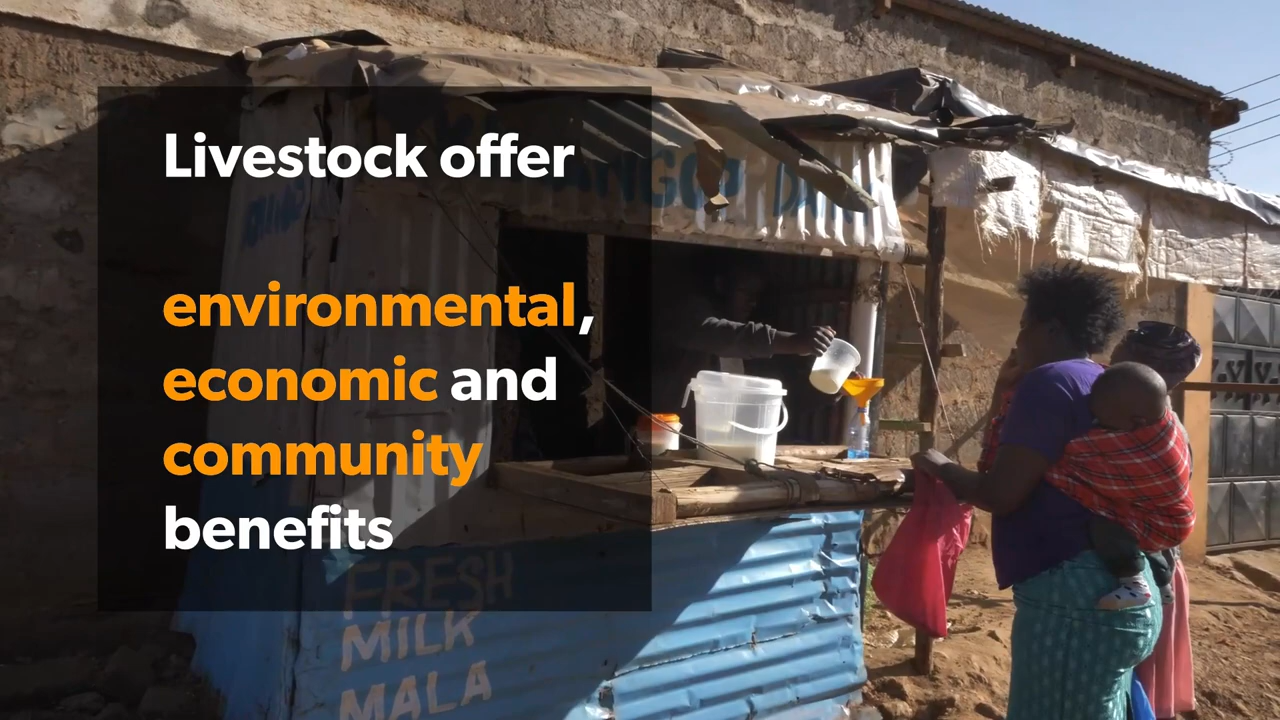 Livestock offer
environmental,
economic and
community
benefits
FRESH
MILK
MALA